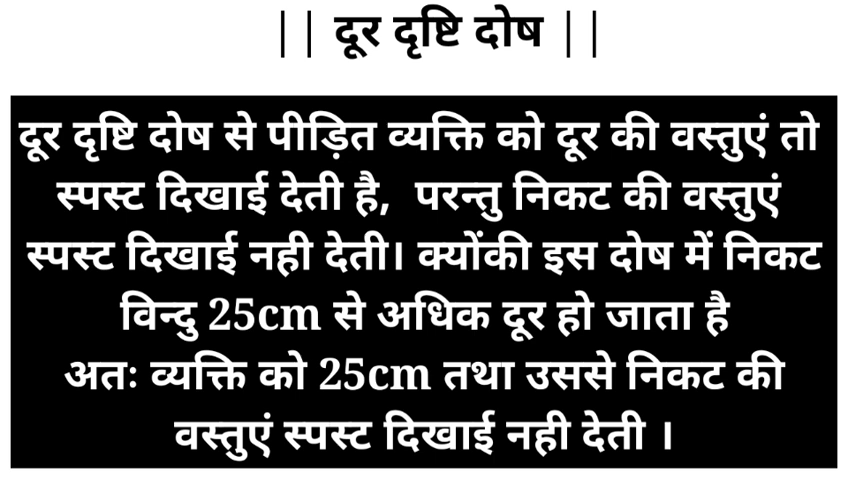 || दूर दृष्टि दोष ||
दूर दृष्टि दोष से पीड़ित व्यक्ति को दूर की वस्तुएं तो
स्पस्ट दिखाई देती है, परन्तु निकट की वस्तुएं
स्पस्ट दिखाई नही देती। क्योंकी इस दोष में निकट
विन्दु 25cm से अधिक दूर हो जाता है
अतः व्यक्ति को 25cm तथा उससे निकट की
वस्तुएं स्पस्ट दिखाई नही देती ।